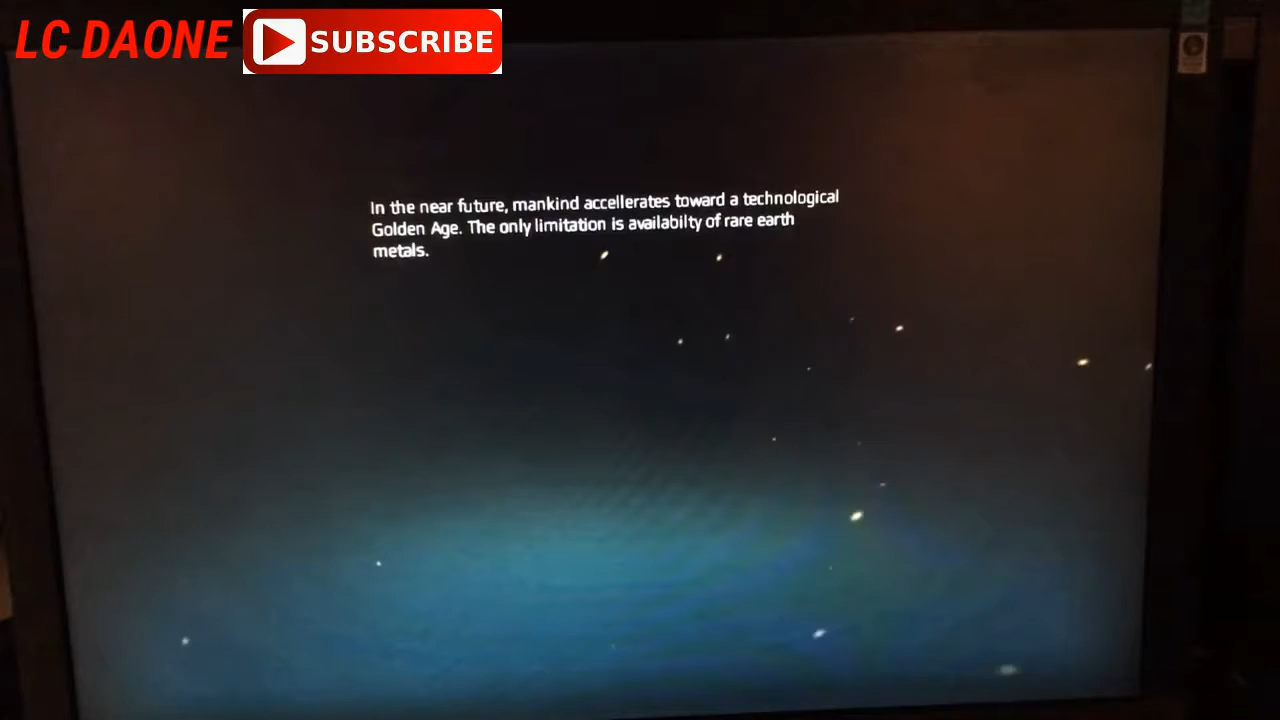 LC DAONE
SUBSCRIBE
In the near future, mankind accellerates toward a technological
Golden Age. The only limitation is availabilty of rare earth
metals.